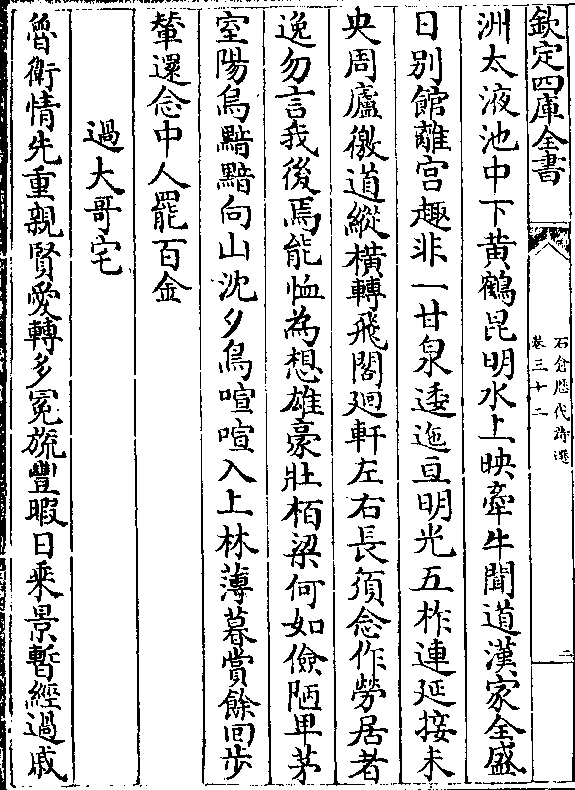 欽定四庫全書
石倉歷代詩選
卷三十二
二
洲太液池中下黄鶴昆明水上映牽牛聞道漢家全盛
日别館離宫趣非一甘泉逶迤亘明光五柞連延接未
央周廬徼道縱横轉飛閣廻軒左右長須念作勞居者
逸勿言我後焉能恤為想雄豪壯栢梁何如儉陋卑茅
室陽烏黯黯向山沈夕鳥喧喧入上林薄暮賞餘回步
輦還念中人罷百金
過大哥宅
魯衛情先重親賢愛轉多冕旒豐暇日乘景暫經過戚